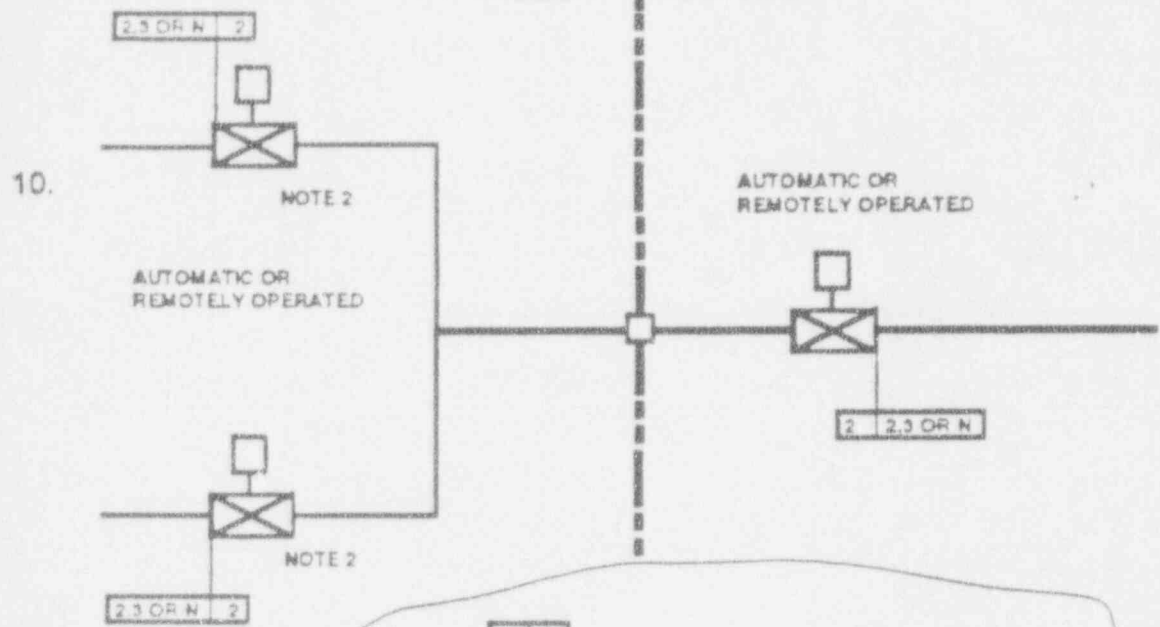 2,3 OR N 2
10.
NOTE 2
AUTOMATIC OR
REMOTELY OPERATED
AUTOMATIC OR
REMOTELY OPERATED
2 2,3 OR N
NOTE 2
2,3 OR N 2